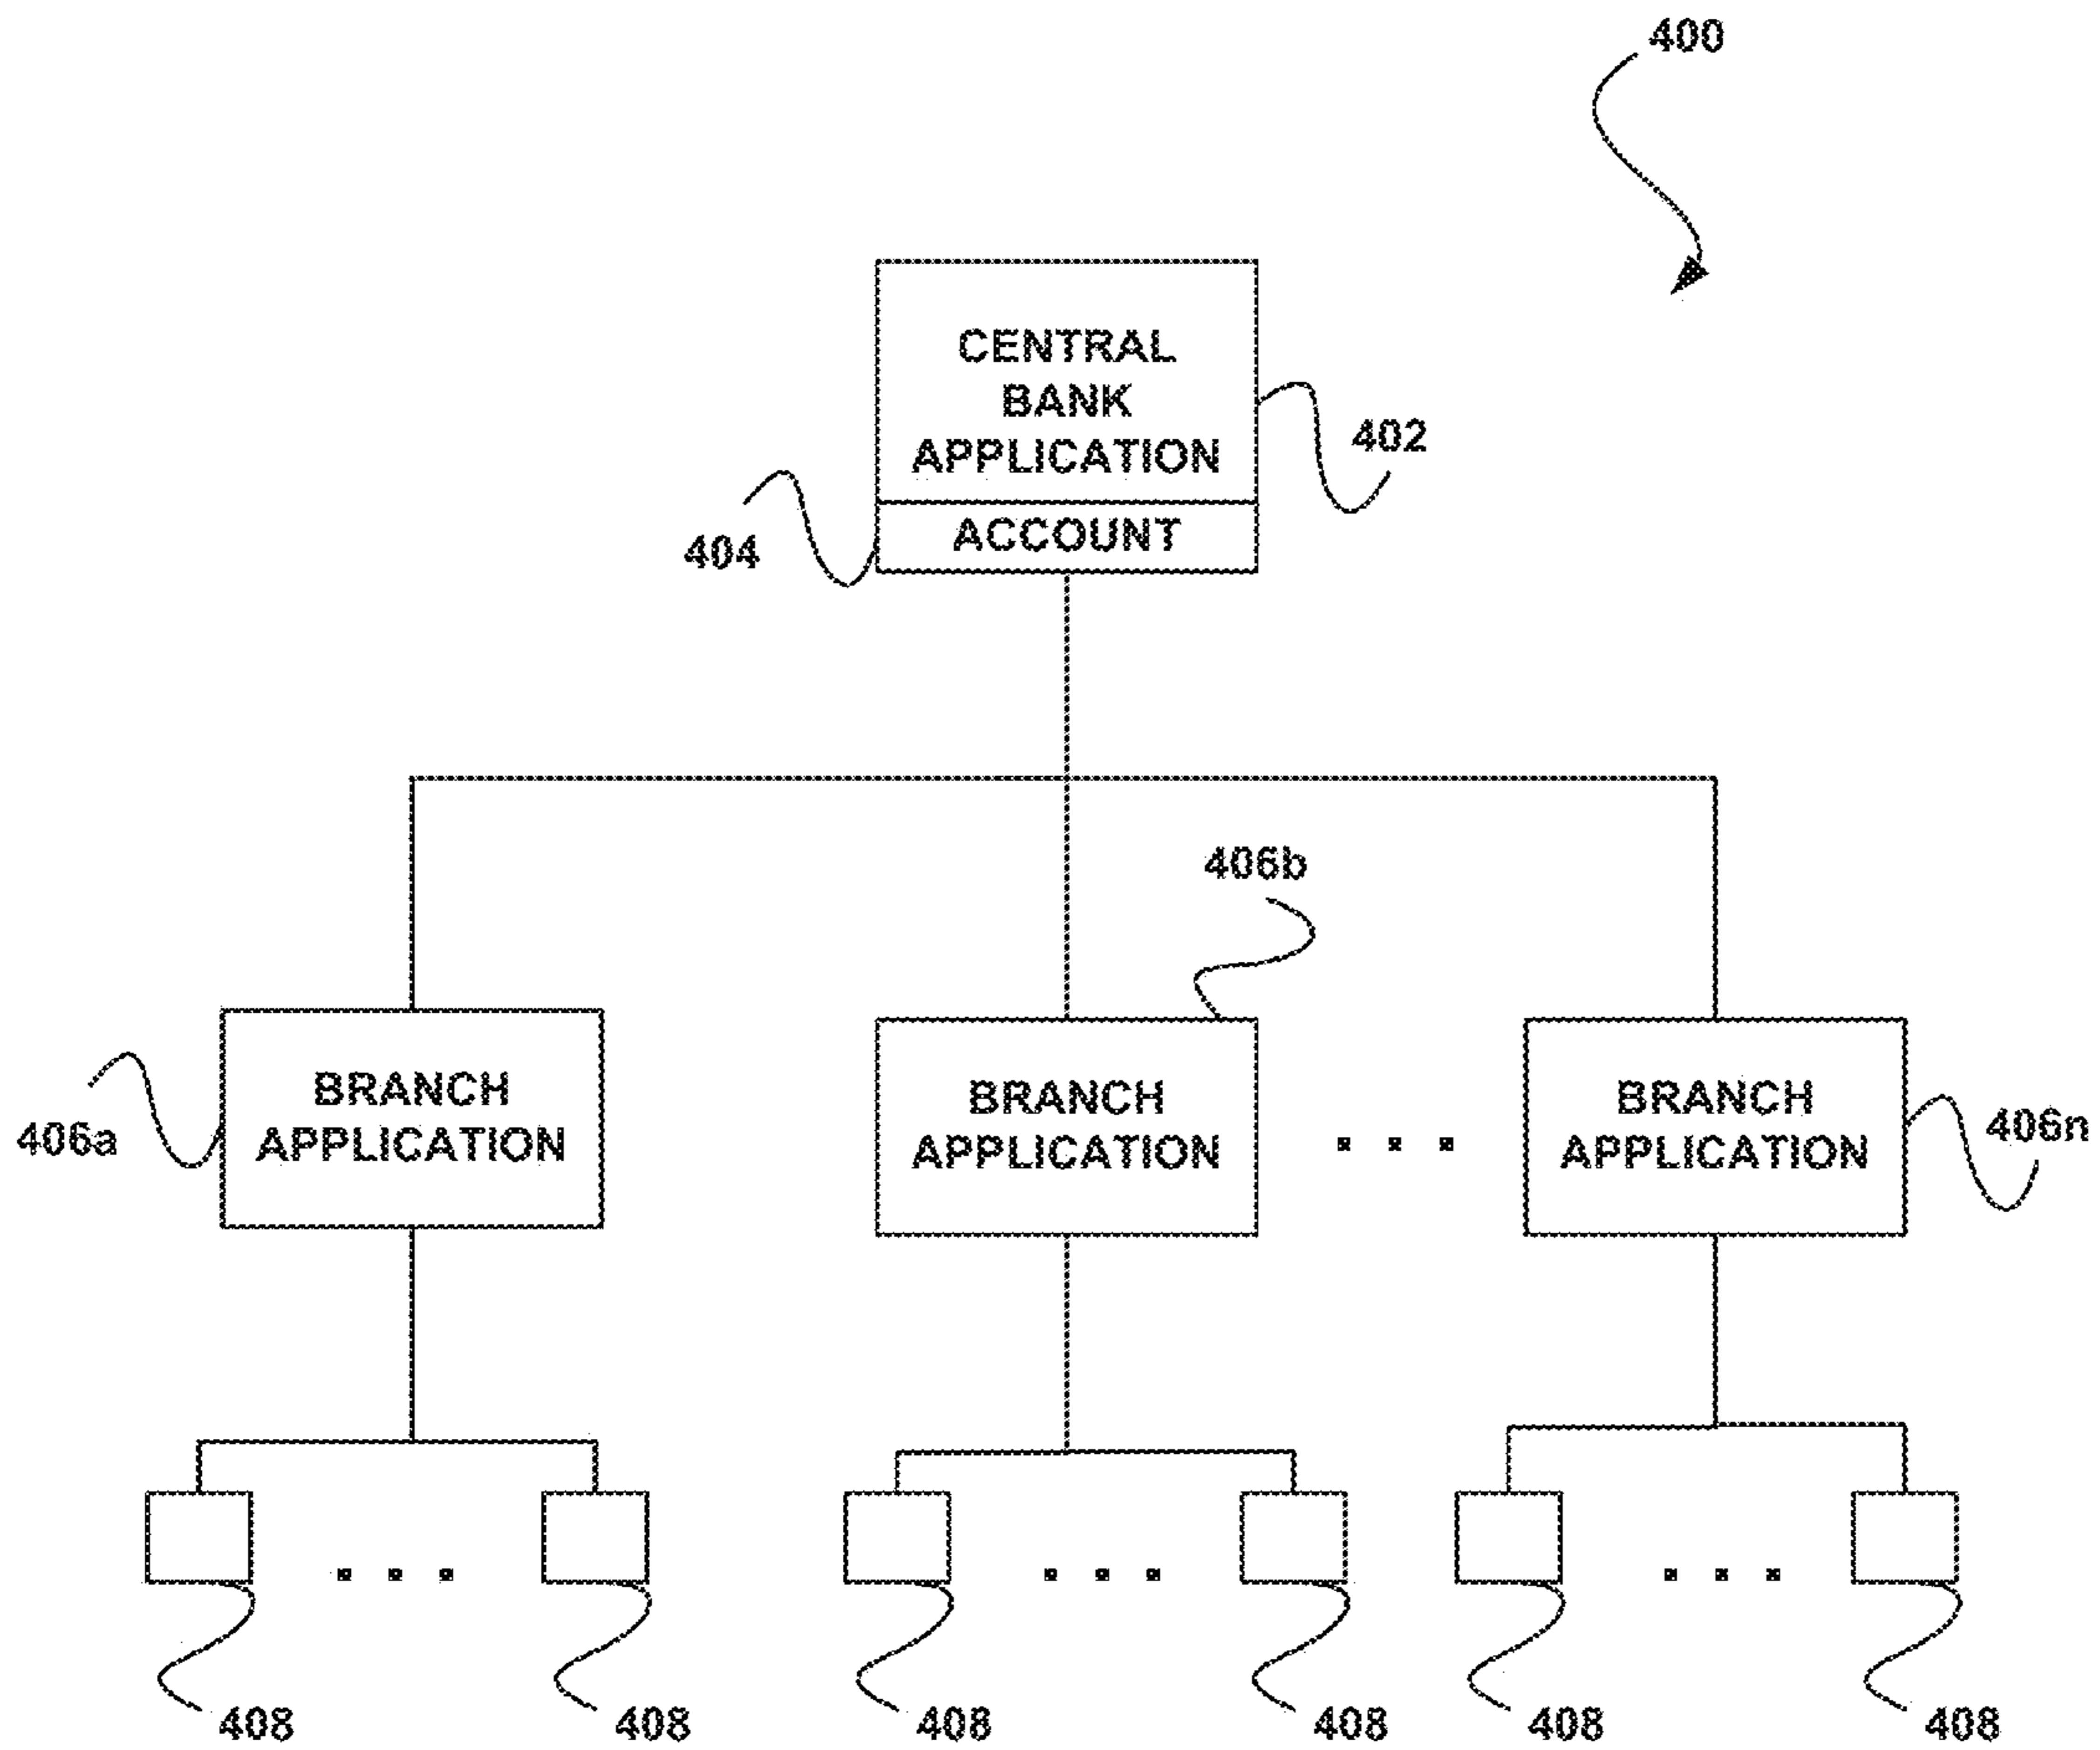 400
CENTRAL
BANK
APPLICATION
402
ACCOUNT
404
406b
BRANCH
APPLICATION
406a
BRANCH
APPLICATION
. . .
BRANCH
APPLICATION
406n
. . .
. . .
. . .
408
408
408
408
408
408